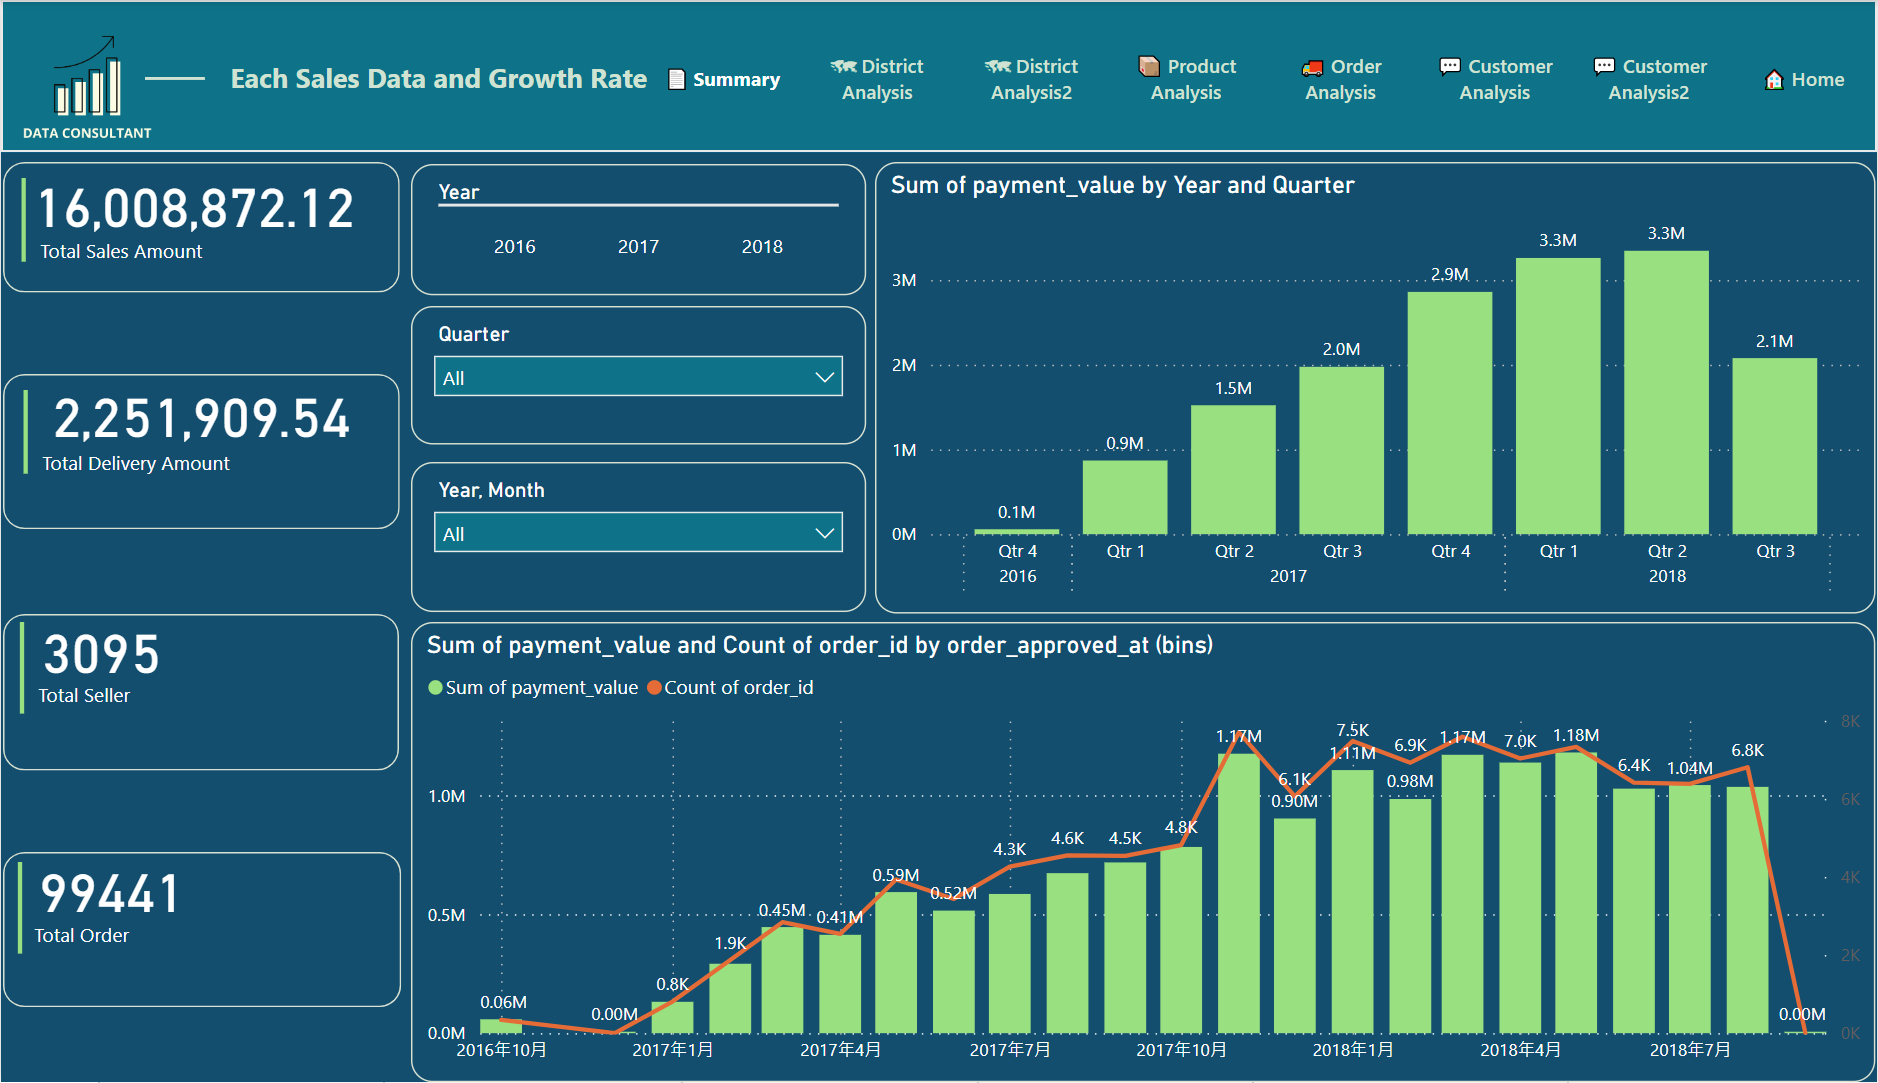 DATA CONSULTANT
Each Sales Data and Growth Rate
Summary
District
Analysis
District
Analysis2
Product
Analysis
Order
Analysis
Customer
Analysis
Customer
Analysis2
Home
16,008,872.12
Total Sales Amount
2,251,909.54
Total Delivery Amount
3095
Total Seller
99441
Total Order
Year
2016 2017 2018
Quarter
All
Year, Month
All
Sum of payment_value by Year and Quarter
3M
2M
1M
0M
0.1M
0.9M
1.5M
2.0M
2.9M
3.3M
3.3M
2.1M
Qtr 4 Qtr 1 Qtr 2 Qtr 3 Qtr 4 Qtr 1 Qtr 2 Qtr 3
2016 2017 2018
Sum of payment_value and Count of order_id by order_approved_at (bins)
Sum of payment_value Count of order_id
1.0M
0.5M
0.0M
8K
6K
4K
2K
0K
0.06M
0.00M
0.8K
1.9K
0.45M
0.41M
0.59M
0.52M
4.3K
4.6K
4.5K
4.8K
1.17M
6.1K
0.90M
7.5K
1.11M
6.9K
0.98M
1.17M
7.0K
1.18M
6.4K
1.04M
6.8K
0.00M
2016年10月 2017年1月 2017年4月 2017年7月 2017年10月 2018年1月 2018年4月 2018年7月